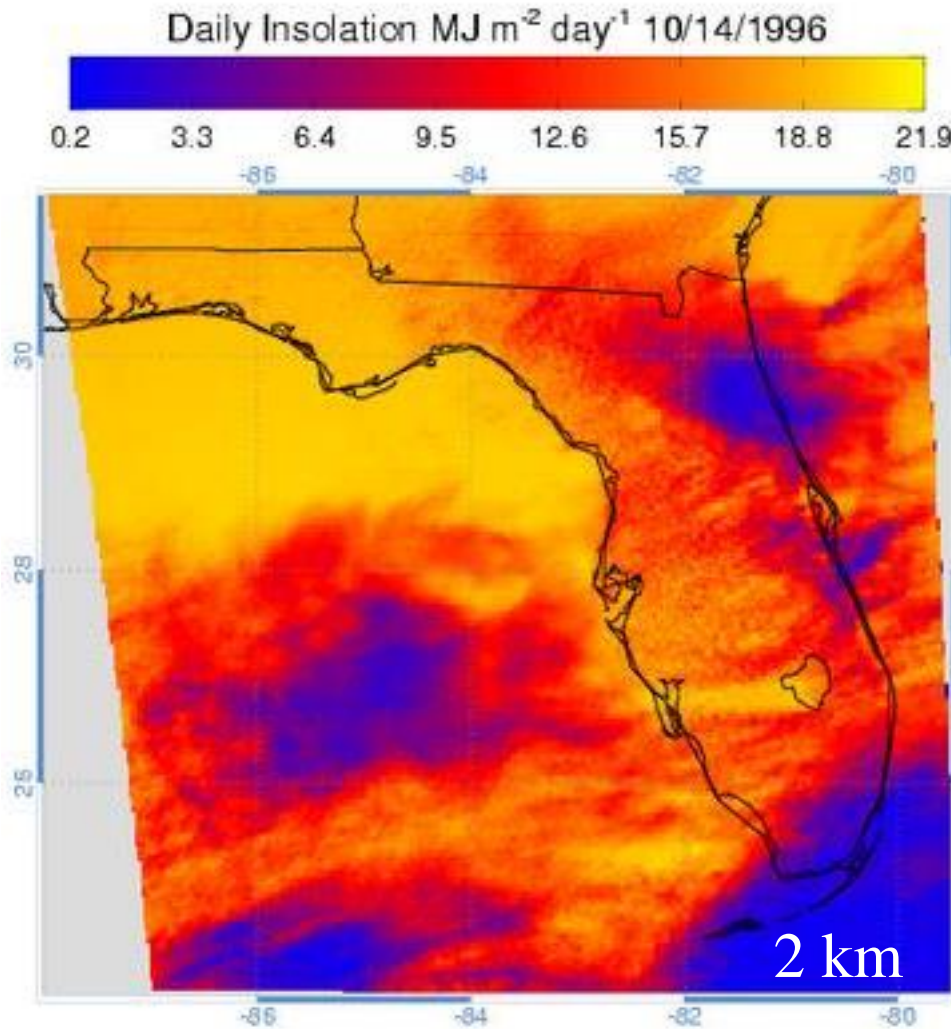 Daily Insolation MJ m⁻² day⁻¹ 10/14/1996
0.2 3.3 6.4 9.5 12.6 15.7 18.8 21.9
-86 -84 -82 -80
30
28
26
2 km
-86 -84 -82 -80